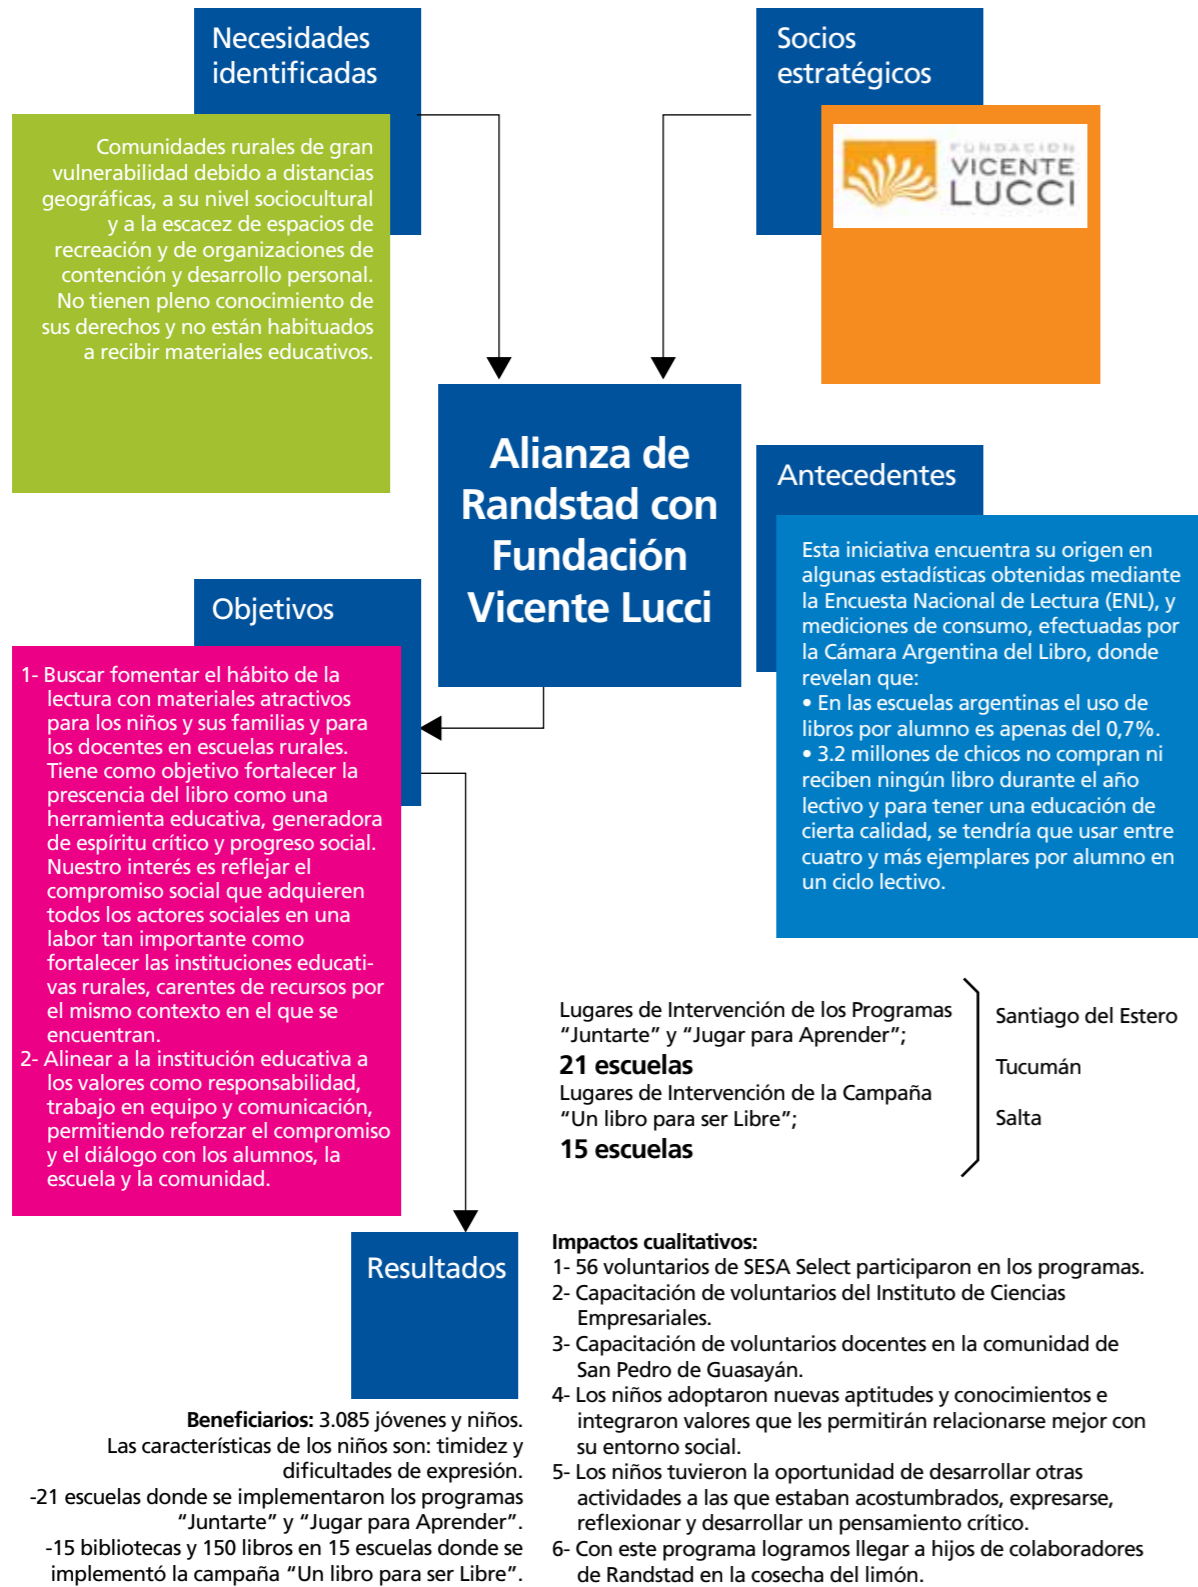 Necesidades
identificadas
Comunidades rurales de gran
vulnerabilidad debido a distancias
geográficas, a su nivel sociocultural
y a la escacez de espacios de
recreación y de organizaciones de
contención y desarrollo personal.
No tienen pleno conocimiento de
sus derechos y no están habituados
a recibir materiales educativos.
Socios
estratégicos
FUNDACION
VICENTE
LUCCI
Alianza de
Randstad con
Fundación
Vicente Lucci
Antecedentes
Esta iniciativa encuentra su origen en
algunas estadísticas obtenidas mediante
la Encuesta Nacional de Lectura (ENL), y
mediciones de consumo, efectuadas por
la Cámara Argentina del Libro, donde
revelan que:
• En las escuelas argentinas el uso de
libros por alumno es apenas del 0,7%.
• 3.2 millones de chicos no compran ni
reciben ningún libro durante el año
lectivo y para tener una educación de
cierta calidad, se tendría que usar entre
cuatro y más ejemplares por alumno en
un ciclo lectivo.
Objetivos
1- Buscar fomentar el hábito de la
lectura con materiales atractivos
para los niños y sus familias y para
los docentes en escuelas rurales.
Tiene como objetivo fortalecer la
prescencia del libro como una
herramienta educativa, generadora
de espíritu crítico y progreso social.
Nuestro interés es reflejar el
compromiso social que adquieren
todos los actores sociales en una
labor tan importante como
fortalecer las instituciones educati-
vas rurales, carentes de recursos por
el mismo contexto en el que se
encuentran.
2- Alinear a la institución educativa a
los valores como responsabilidad,
trabajo en equipo y comunicación,
permitiendo reforzar el compromiso
y el diálogo con los alumnos, la
escuela y la comunidad.
Lugares de Intervención de los Programas
“Juntarte” y “Jugar para Aprender”;
21 escuelas
Lugares de Intervención de la Campaña
“Un libro para ser Libre”;
15 escuelas
Santiago del Estero
Tucumán
Salta
Resultados
Beneficiarios: 3.085 jóvenes y niños.
Las características de los niños son: timidez y
dificultades de expresión.
-21 escuelas donde se implementaron los programas
“Juntarte” y “Jugar para Aprender”.
-15 bibliotecas y 150 libros en 15 escuelas donde se
implementó la campaña “Un libro para ser Libre”.
Impactos cualitativos:
1- 56 voluntarios de SESA Select participaron en los programas.
2- Capacitación de voluntarios del Instituto de Ciencias
Empresariales.
3- Capacitación de voluntarios docentes en la comunidad de
San Pedro de Guasayán.
4- Los niños adoptaron nuevas aptitudes y conocimientos e
integraron valores que les permitirán relacionarse mejor con
su entorno social.
5- Los niños tuvieron la oportunidad de desarrollar otras
actividades a las que estaban acostumbrados, expresarse,
reflexionar y desarrollar un pensamiento crítico.
6- Con este programa logramos llegar a hijos de colaboradores
de Randstad en la cosecha del limón.